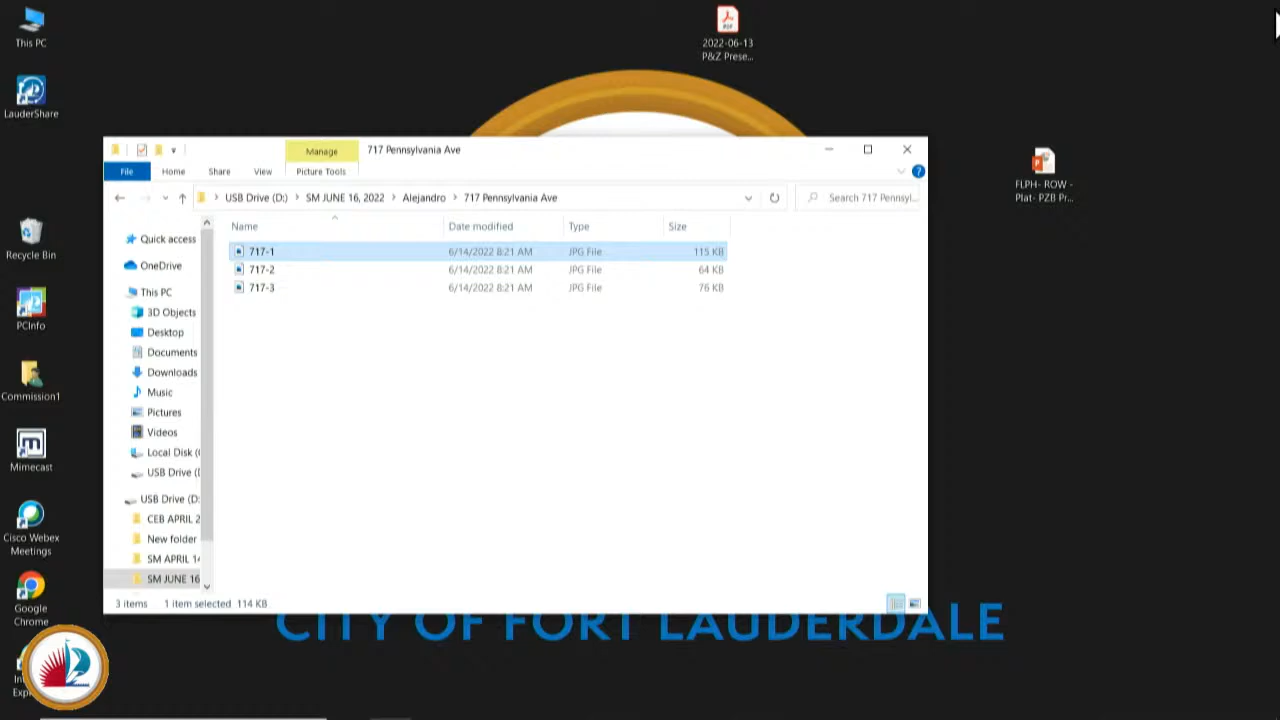 This PC
LauderShare
Recycle Bin
PCInfo
Commission1
Mimecast
Cisco Webex
Meetings
Google
Chrome
2022-06-13
P&Z Prese...
FLPH- ROW -
Plat- PZB Pr...
Manage
717 Pennsylvania Ave
File
Home
Share
View
Picture Tools
USB Drive (D:) > SM JUNE 16, 2022 > Alejandro > 717 Pennsylvania Ave
Search 717 Pennsyl...
Name
Date modified
Type
Size
717-1 6/14/2022 8:21 AM JPG File 115 KB
717-2 6/14/2022 8:21 AM JPG File 64 KB
717-3 6/14/2022 8:21 AM JPG File 76 KB
Quick access
OneDrive
This PC
3D Objects
Desktop
Documents
Downloads
Music
Pictures
Videos
Local Disk (
USB Drive (
USB Drive (D:
CEB APRIL 2
New folder
SM APRIL 14
SM JUNE 16
3 items 1 item selected 114 KB
CITY OF FORT LAUDERDALE